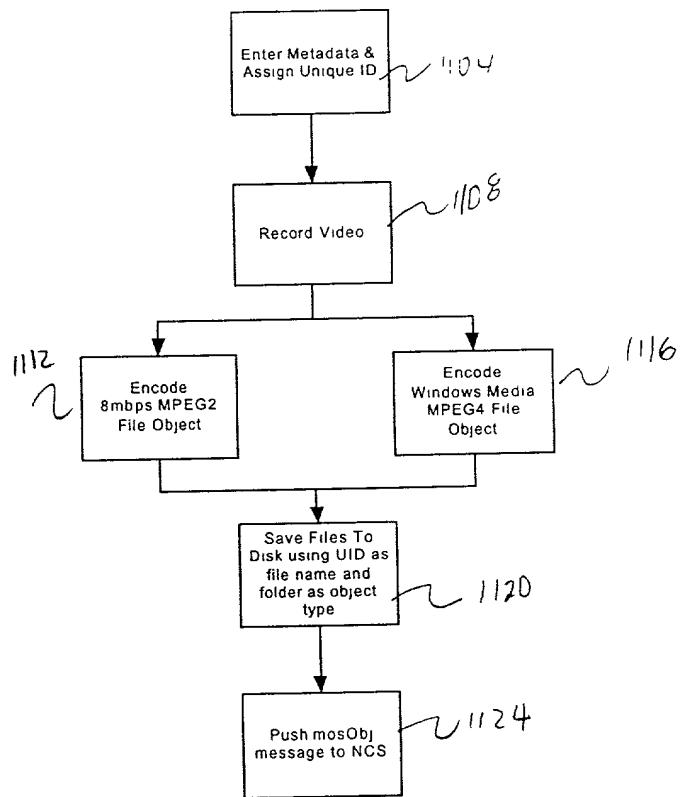 Enter Metadata &
Assign Unique ID
1104
Record Video
1108
1112
Encode
8mbps MPEG2
File Object
Encode
Windows Media
MPEG4 File
Object
1116
Save Files To
Disk using UID as
file name and
folder as object
type
1120
Push mosObj
message to NCS
1124